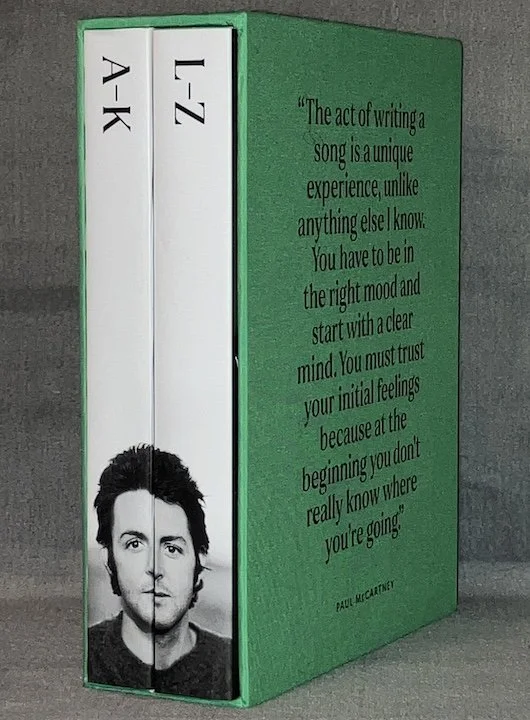 A–K
L–Z
“The act of writing a
song is a unique
experience, unlike
anything else I know.
You have to be in
the right mood and
start with a clear
mind. You must trust
your initial feelings
because at the
beginning you don't
really know where
you're going.”
PAUL McCARTNEY